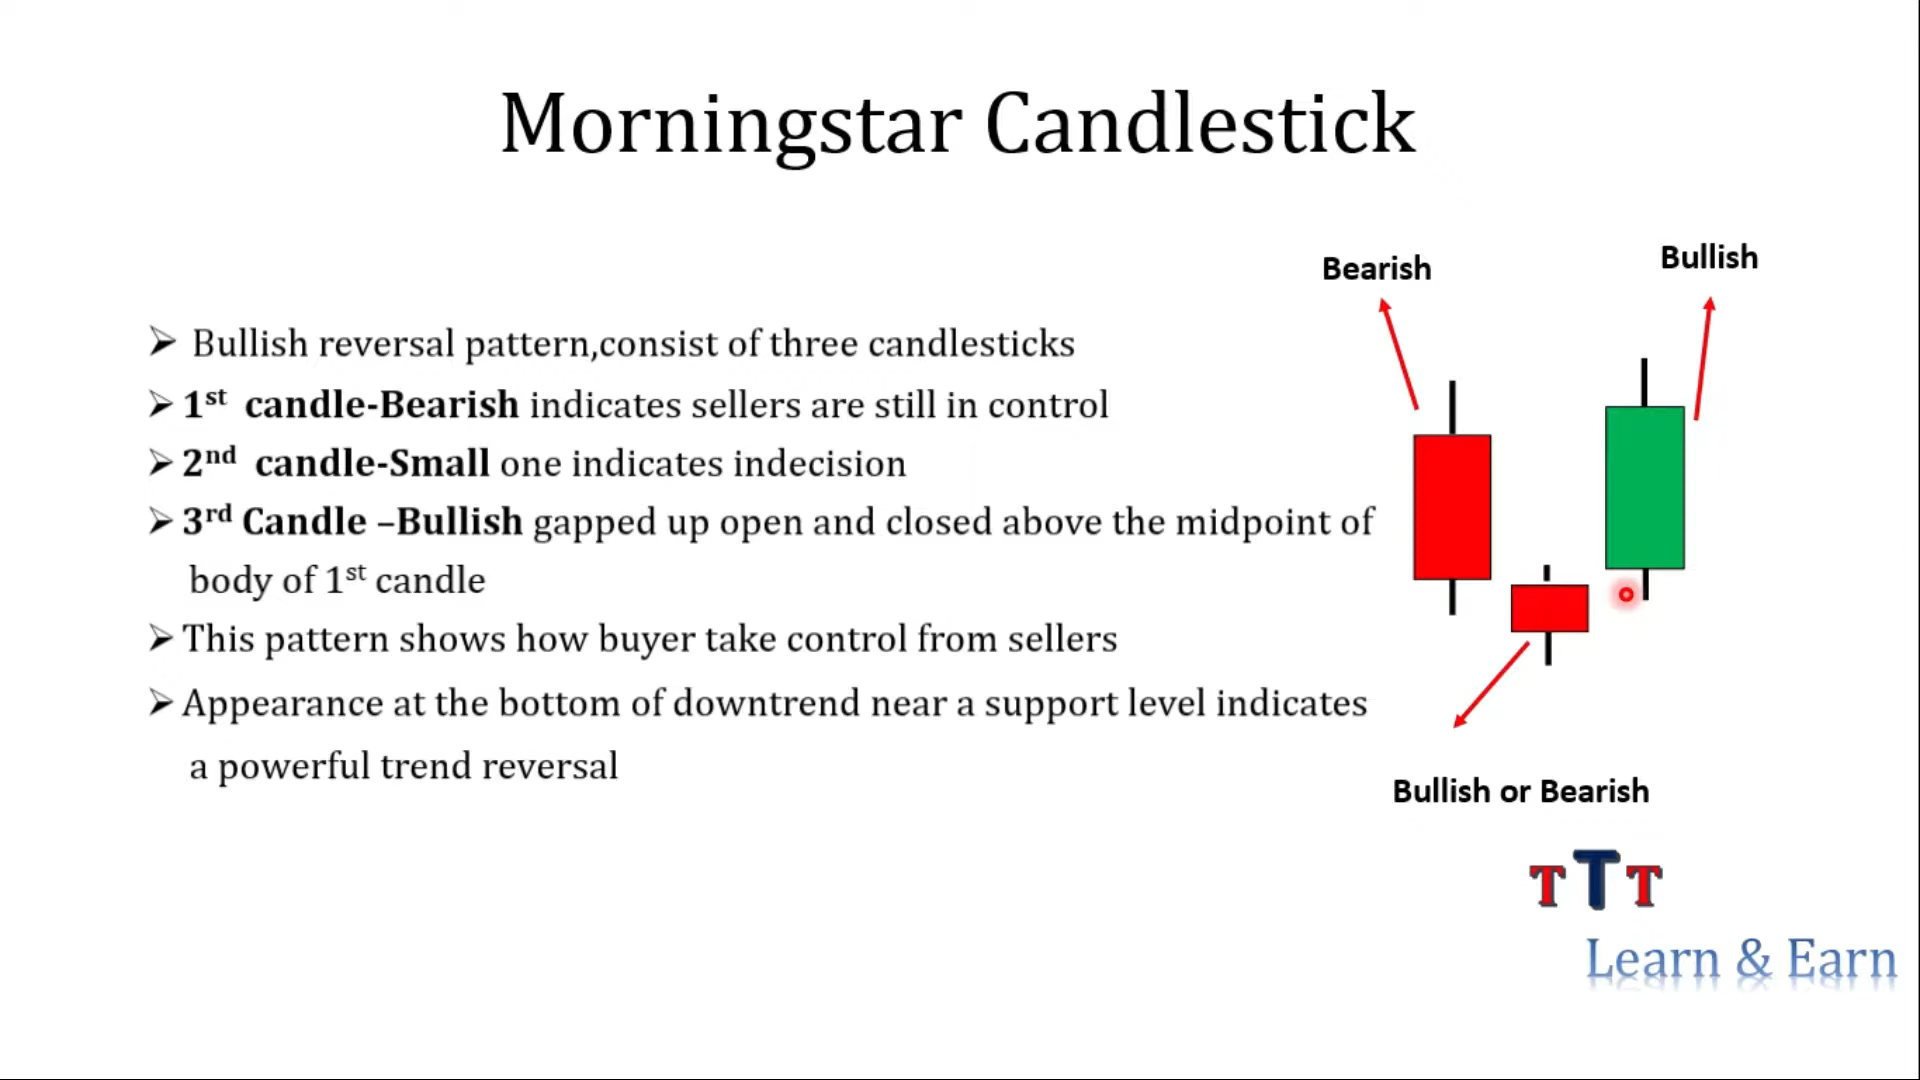 Morningstar Candlestick
Bearish
Bullish
Bullish reversal pattern,consist of three candlesticks
1st candle-Bearish indicates sellers are still in control
2nd candle-Small one indicates indecision
3rd Candle –Bullish gapped up open and closed above the midpoint of
body of 1st candle
This pattern shows how buyer take control from sellers
Appearance at the bottom of downtrend near a support level indicates
a powerful trend reversal
Bullish or Bearish
TTT
Learn & Earn